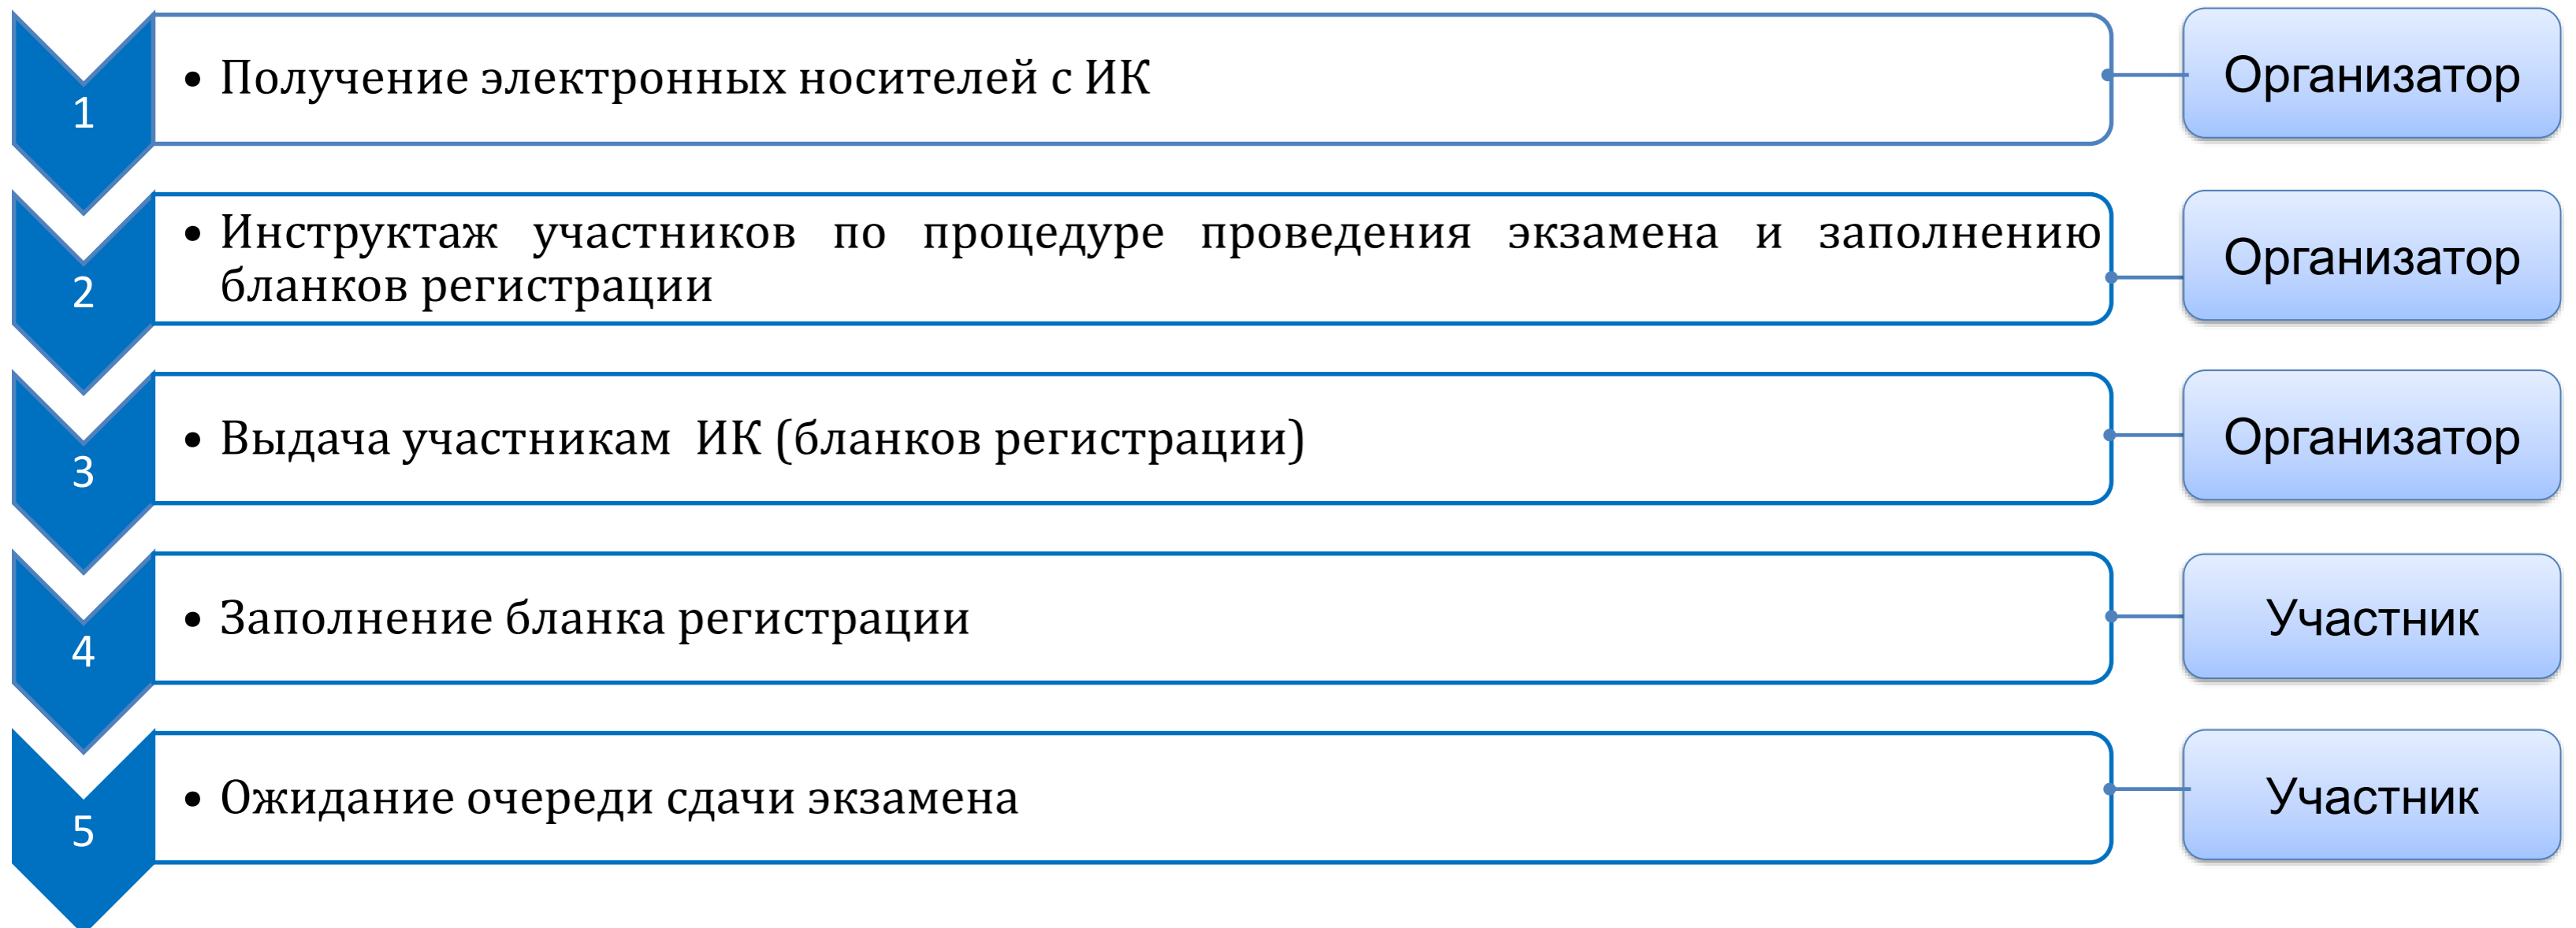 1
• Получение электронных носителей с ИК
Организатор
2
• Инструктаж участников по процедуре проведения экзамена и заполнению
бланков регистрации
Организатор
3
• Выдача участникам ИК (бланков регистрации)
Организатор
4
• Заполнение бланка регистрации
Участник
5
• Ожидание очереди сдачи экзамена
Участник